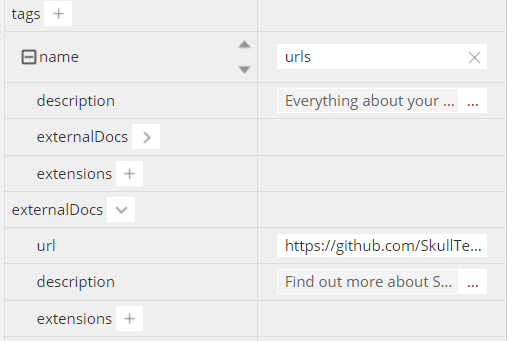 tags
name urls
description Everything about your ... ...
externalDocs
extensions
externalDocs
url https://github.com/SkullTe...
description Find out more about S... ...
extensions